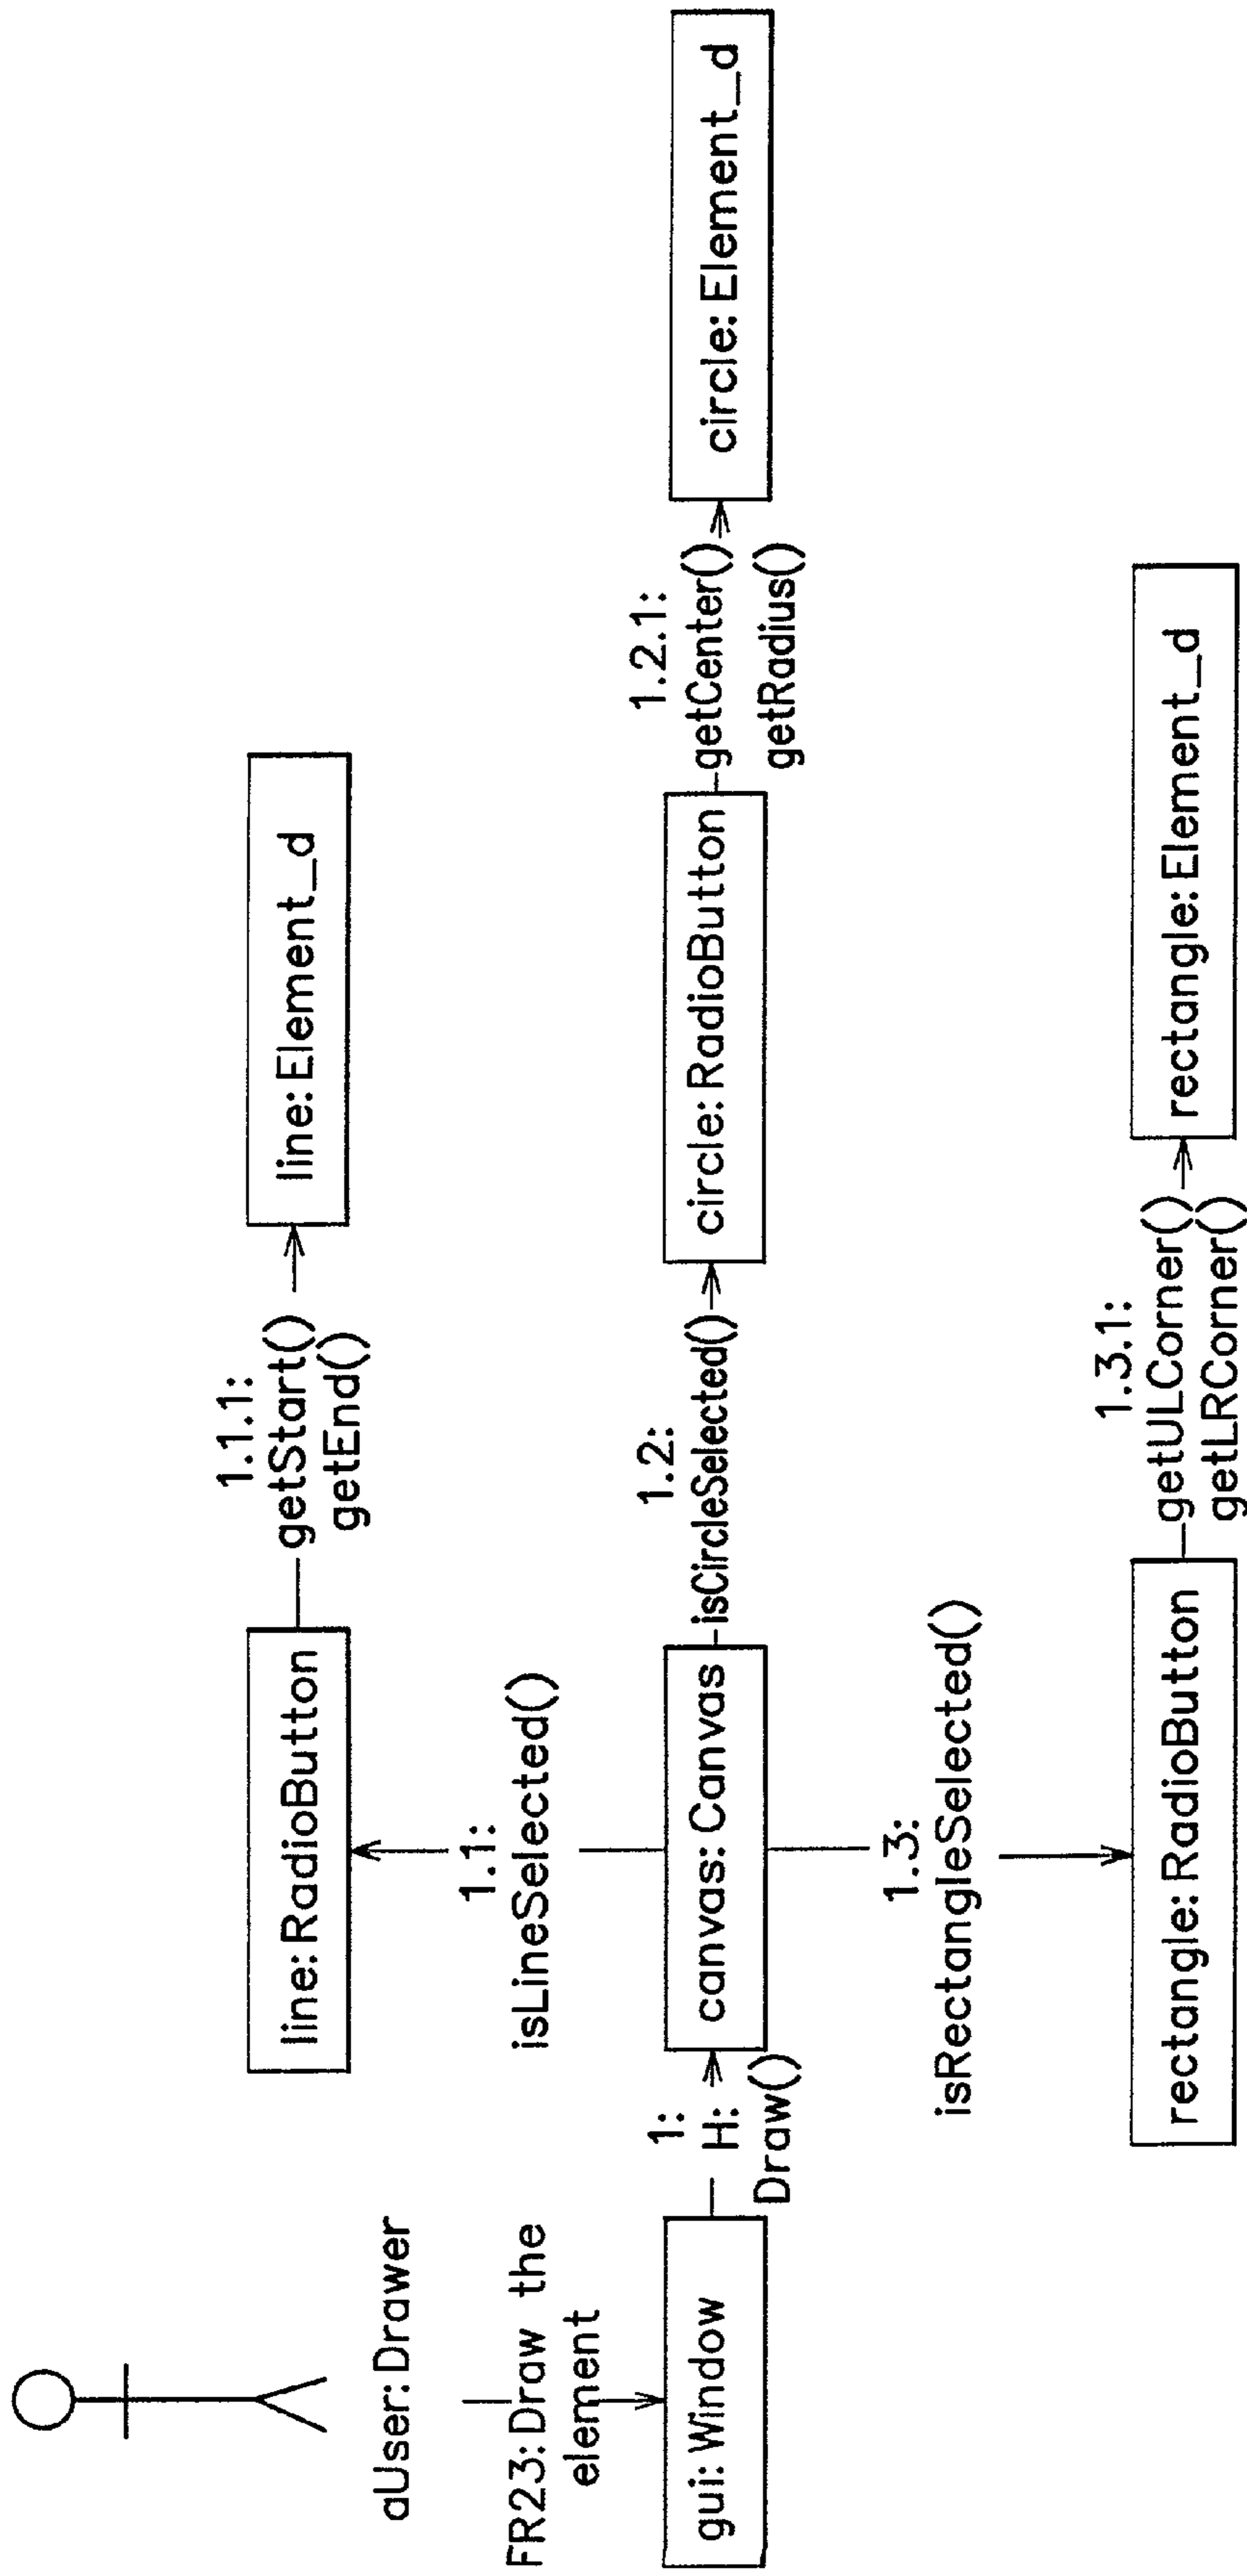 aUser:Drawer
FR23:Draw the
element
gui: Window
1:
H:
Draw()
canvas: Canvas
1.1:
isLineSelected()
line:RadioButton
1.1.1:
getStart()
getEnd()
line:Element_d
1.2:
isCircleSelected()
circle:RadioButton
1.2.1:
getCenter()
getRadius()
circle:Element_d
1.3:
isRectangleSelected()
rectangle:RadioButton
1.3.1:
getULCorner()
getLRCorner()
rectangle:Element_d